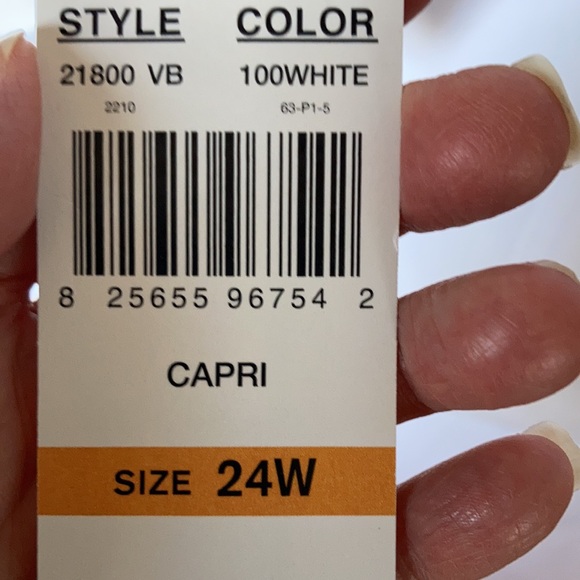 STYLE COLOR
21800 VB 100WHITE
2210 63-P1-5
8 25655 96754 2
CAPRI
SIZE 24W